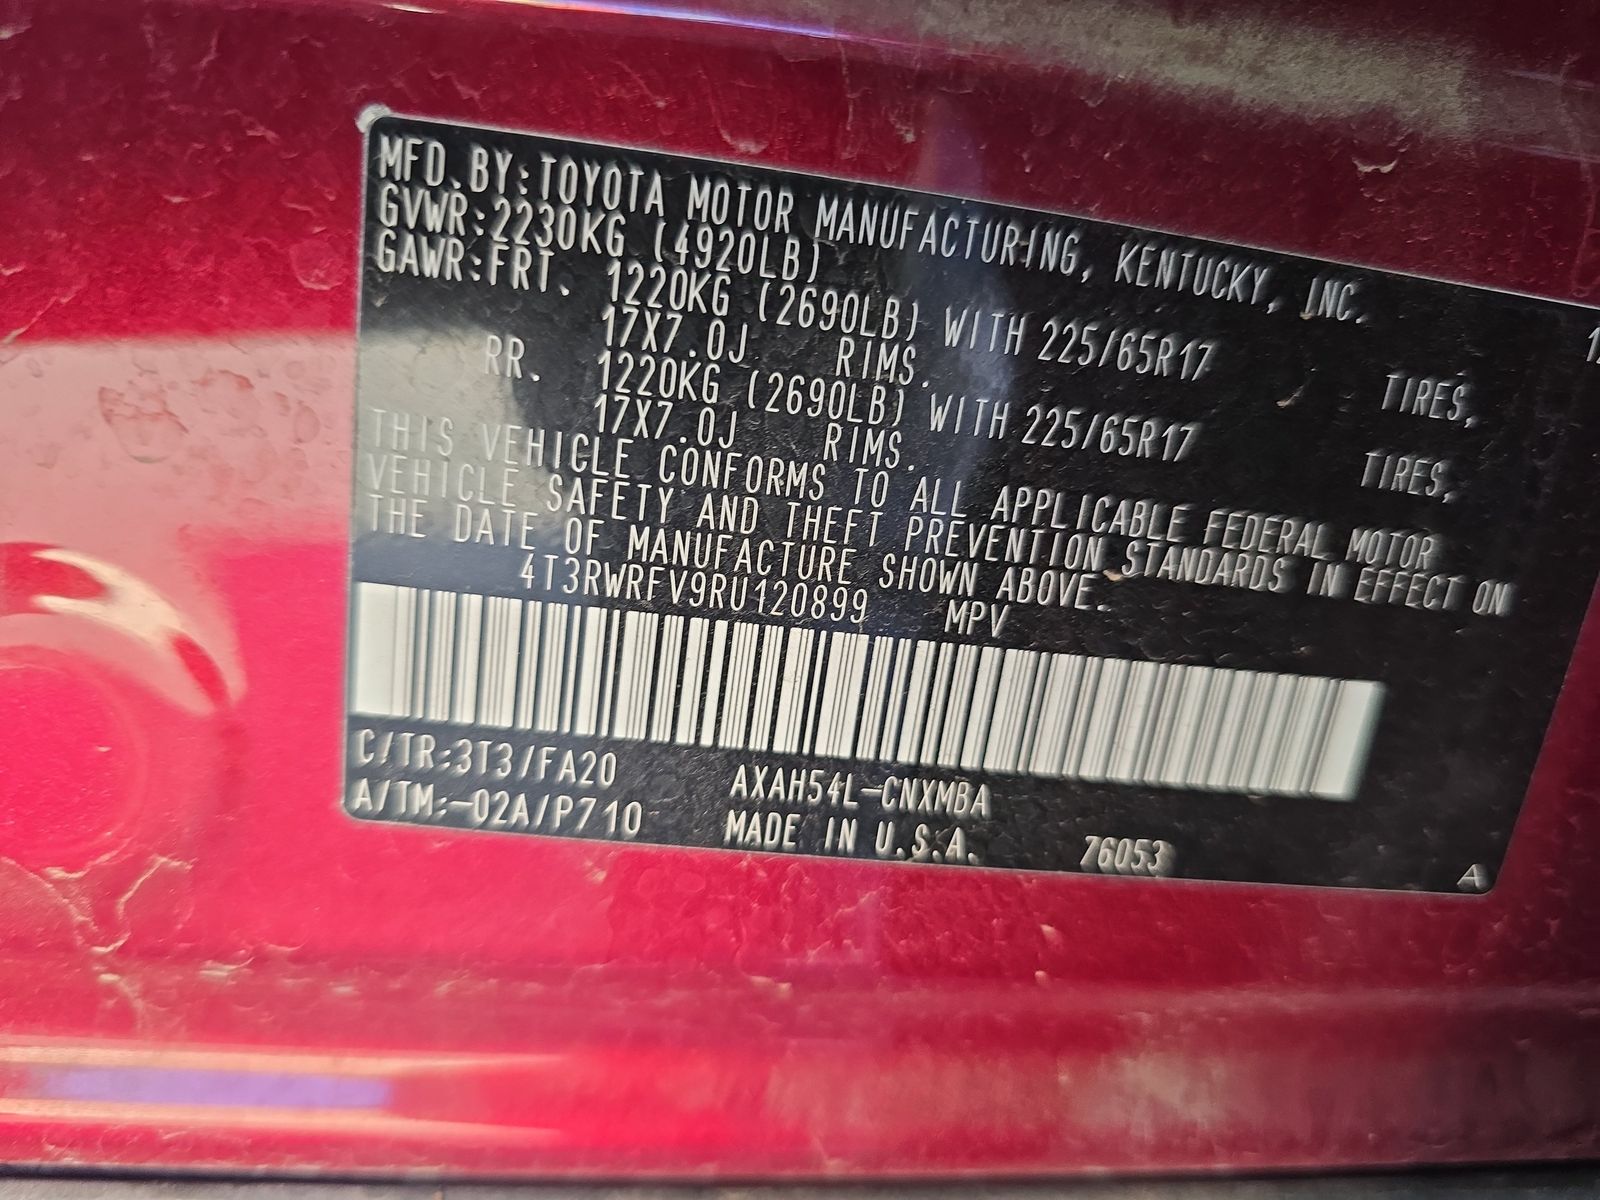 MFD.BY:TOYOTA MOTOR MANUFACTURING, KENTUCKY, INC.
GVWR:2230KG (4920LB)
GAWR:FRT. 1220KG (2690LB) WITH 225/65R17 TIRES,
17X7.0J RIMS.
RR. 1220KG (2690LB) WITH 225/65R17 TIRES,
17X7.0J RIMS.
THIS VEHICLE CONFORMS TO ALL APPLICABLE FEDERAL MOTOR
VEHICLE SAFETY AND THEFT PREVENTION STANDARDS IN EFFECT ON
THE DATE OF MANUFACTURE SHOWN ABOVE.
4T3RWRFV9RU120899 MPV
C/TR:3T3/FA20 AXAH54L-CNXMBA
A/TM:-02A/P710 MADE IN U.S.A. 76053
A